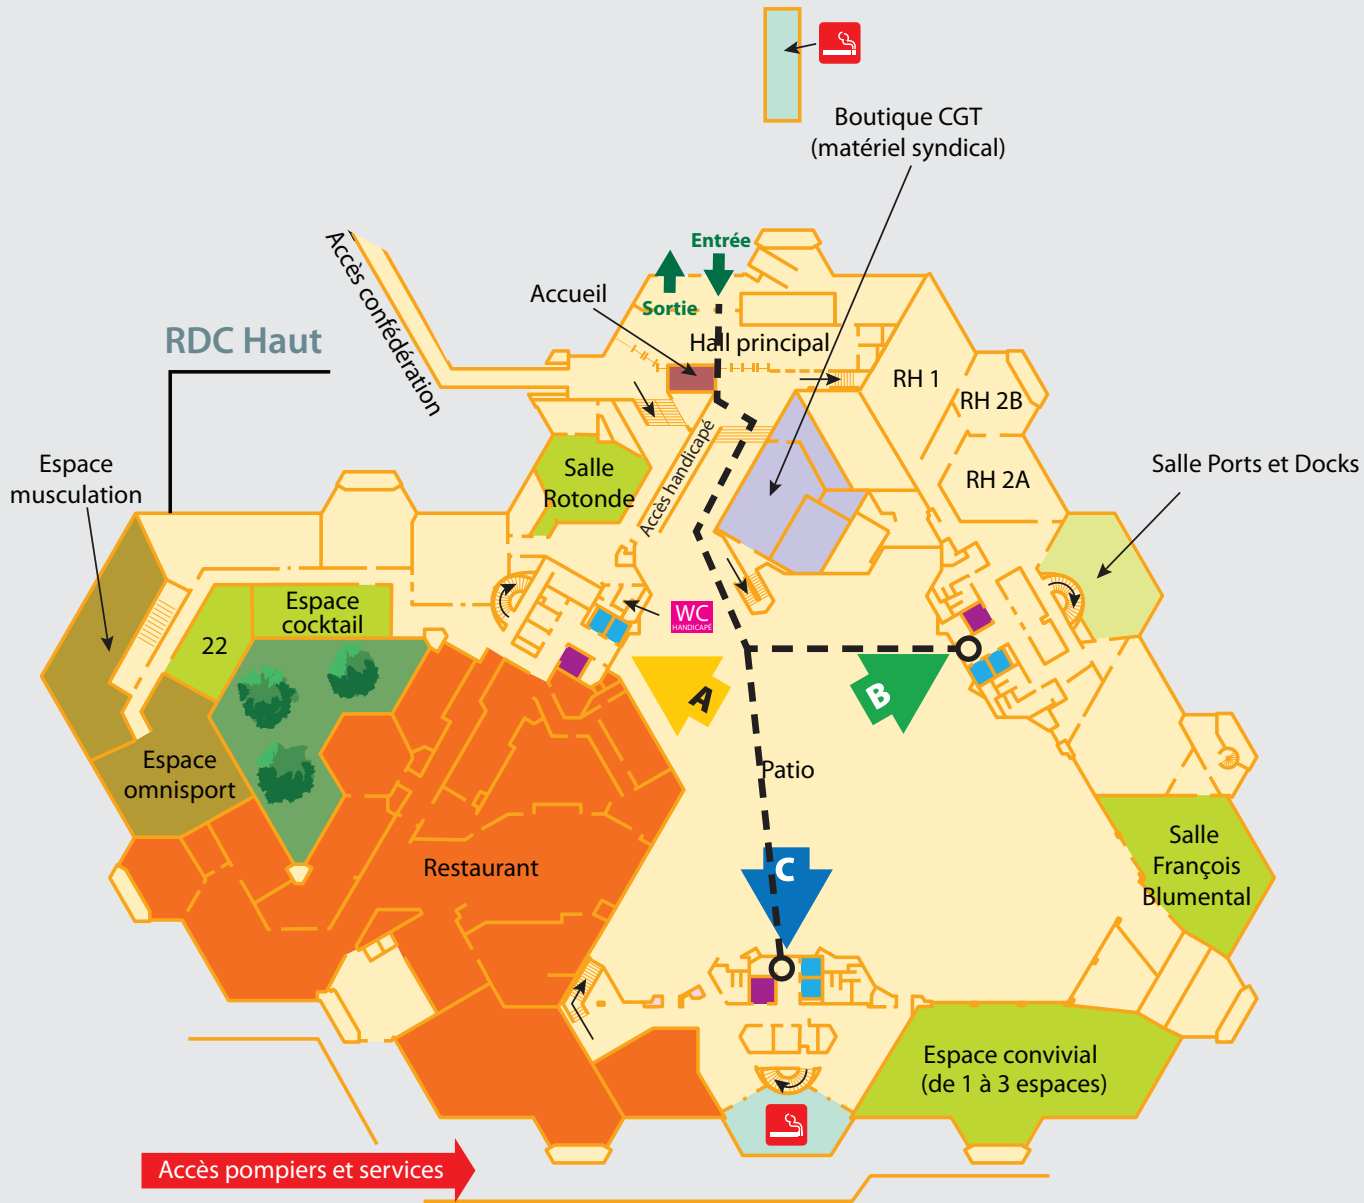 Boutique CGT
(matériel syndical)
Entrée
Sortie
Accueil
Accès confédération
RDC Haut
Hall principal
RH 1
RH 2B
RH 2A
Accès handicapé
Salle
Rotonde
Espace
musculation
Salle Ports et Docks
Espace
cocktail
22
WC
HANDICAPÉ
A
B
Espace
omnisport
Patio
Restaurant
C
Salle
François
Blumental
Espace convivial
(de 1 à 3 espaces)
Accès pompiers et services